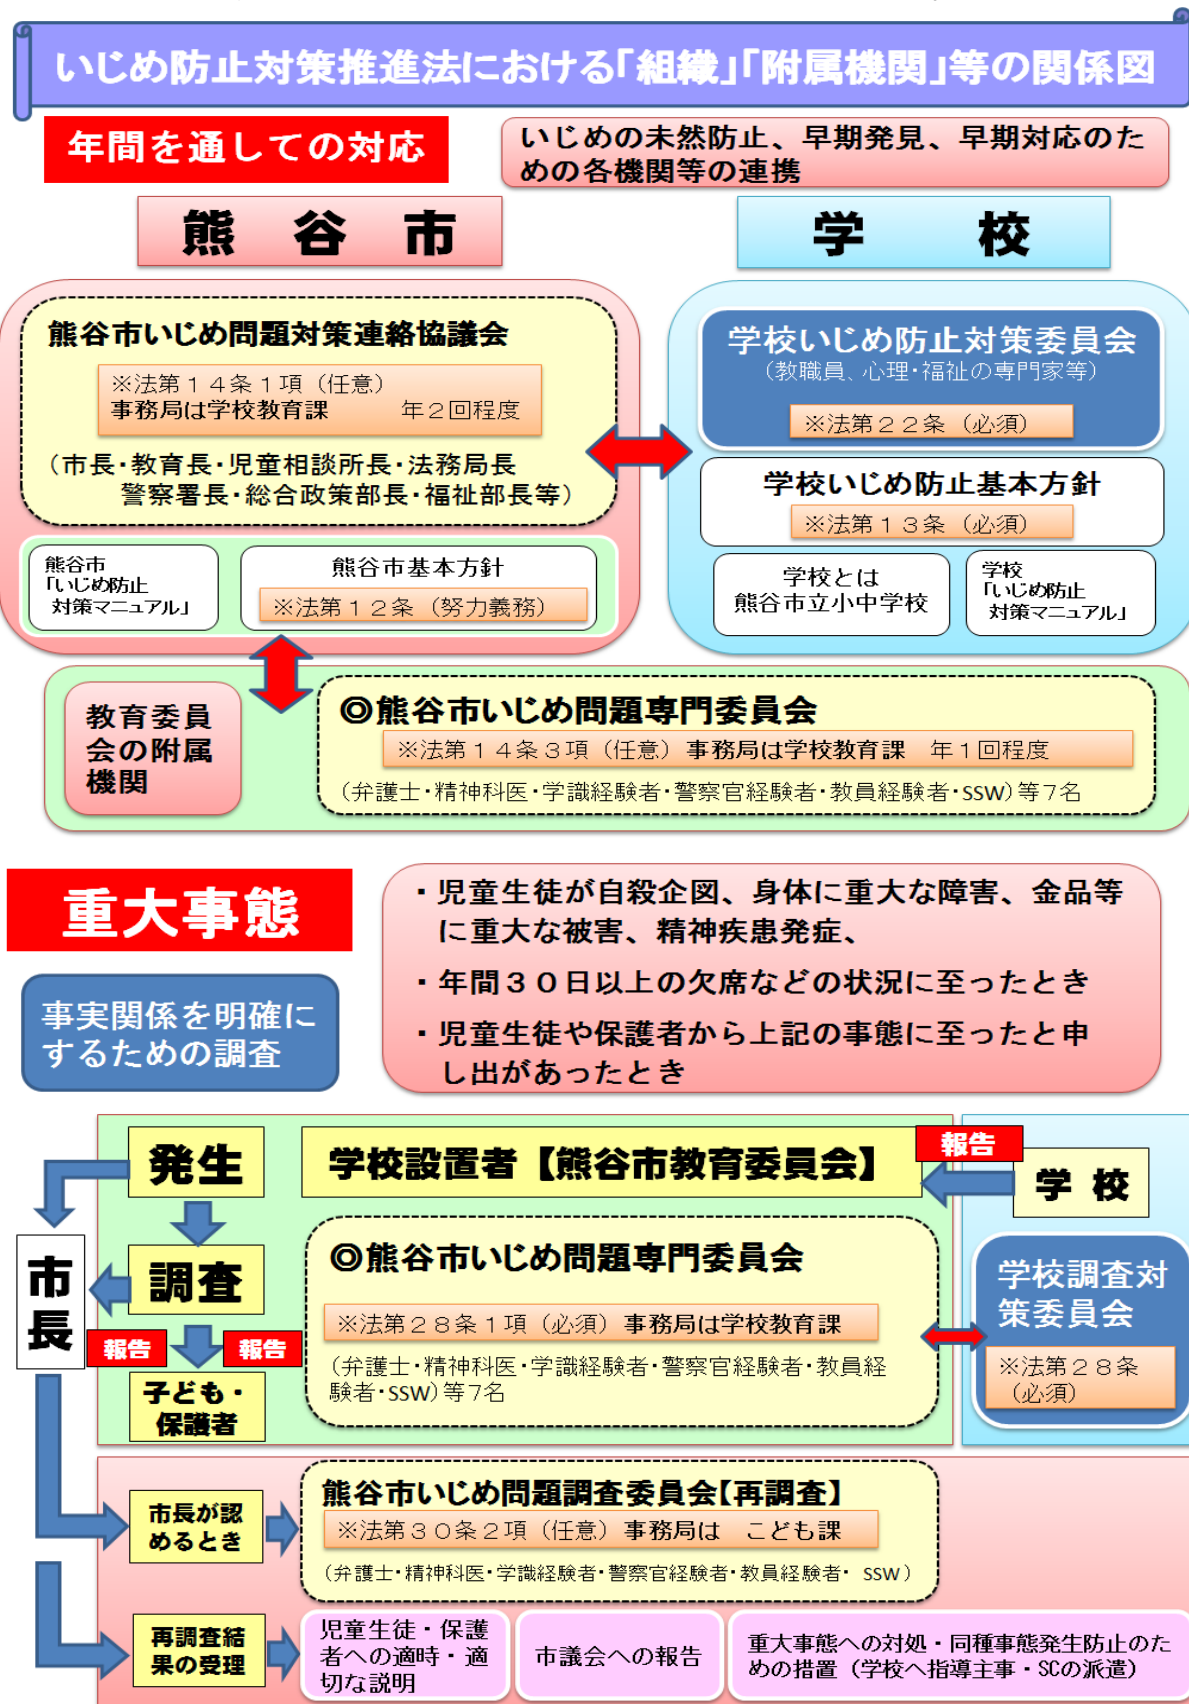 いじめ防止対策推進法における「組織」「附属機関」等の関係図
年間を通しての対応
いじめの未然防止、早期発見、早期対応のた
めの各機関等の連携
熊 谷 市
学 校
熊谷市いじめ問題対策連絡協議会
※法第１４条１項（任意）
事務局は学校教育課 年２回程度
（市長・教育長・児童相談所長・法務局長
警察署長・総合政策部長・福祉部長等）
熊谷市
「いじめ防止
対策マニュアル」
熊谷市基本方針
※法第１２条（努力義務）
学校いじめ防止対策委員会
（教職員、心理・福祉の専門家等）
※法第２２条（必須）
学校いじめ防止基本方針
※法第１３条（必須）
学校とは
熊谷市立小中学校
学校
「いじめ防止
対策マニュアル」
教育委員
会の附属
機関
◎熊谷市いじめ問題専門委員会
※法第１４条３項（任意）事務局は学校教育課 年１回程度
（弁護士・精神科医・学識経験者・警察官経験者・教員経験者・SSW）等７名
重大事態
・児童生徒が自殺企図、身体に重大な障害、金品等
に重大な被害、精神疾患発症、
・年間３０日以上の欠席などの状況に至ったとき
・児童生徒や保護者から上記の事態に至ったと申
し出があったとき
事実関係を明確に
するための調査
発生
学校設置者【熊谷市教育委員会】
報告
学 校
市長
調査
報告
報告
子ども・
保護者
◎熊谷市いじめ問題専門委員会
※法第２８条１項（必須）事務局は学校教育課
（弁護士・精神科医・学識経験者・警察官経験者・教員経
験者・SSW）等７名
学校調査対
策委員会
※法第２８条
（必須）
市長が認
めるとき
熊谷市いじめ問題調査委員会【再調査】
※法第３０条２項（任意）事務局は こども課
（弁護士・精神科医・学識経験者・警察官経験者・教員経験者・ SSW ）
再調査結
果の受理
児童生徒・保護
者への適時・適
切な説明
市議会への報告
重大事態への対処・同種事態発生防止のた
めの措置（学校へ指導主事・SCの派遣）